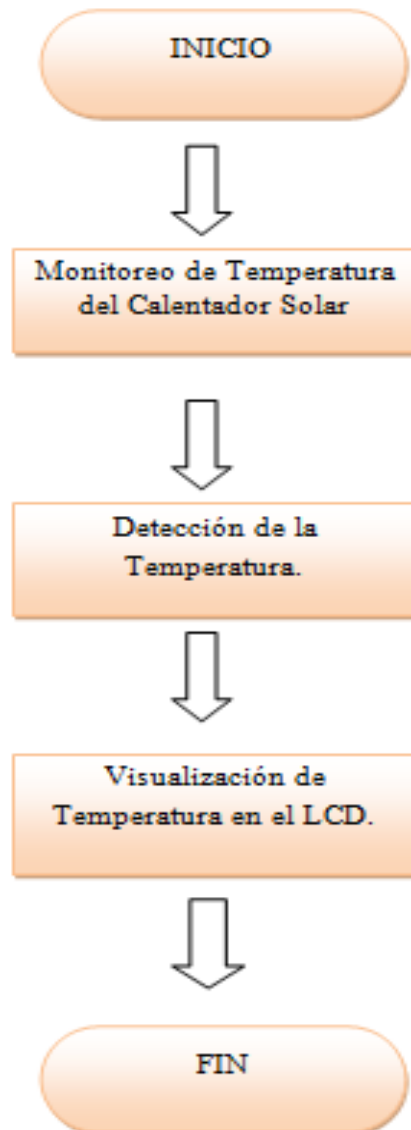 INICIO
Monitoreo de Temperatura
del Calentador Solar
Detección de la
Temperatura.
Visualización de
Temperatura en el LCD.
FIN